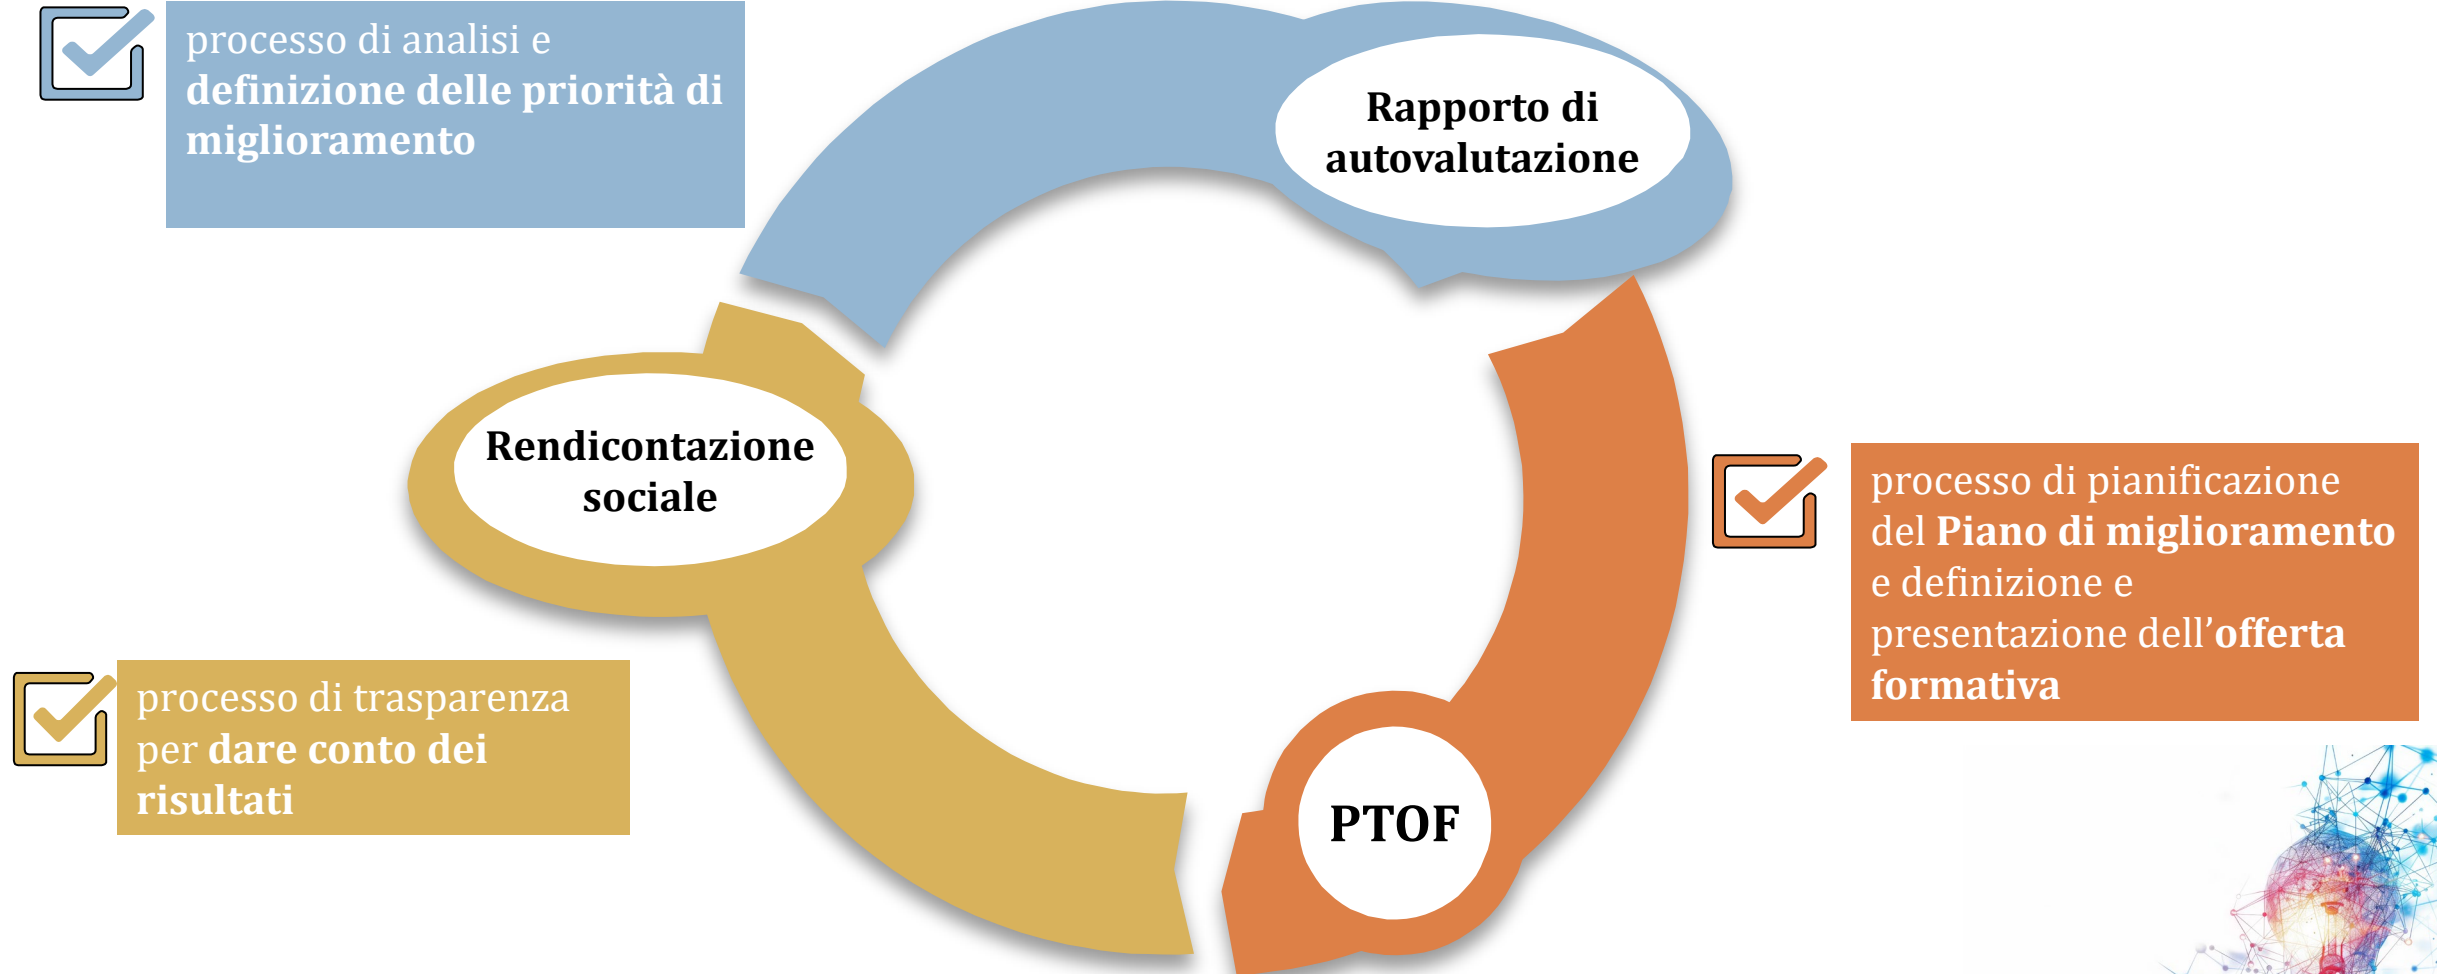 processo di analisi e
definizione delle priorità di
miglioramento
Rapporto di
autovalutazione
Rendicontazione
sociale
processo di pianificazione
del Piano di miglioramento
e definizione e
presentazione dell’offerta
formativa
processo di trasparenza
per dare conto dei
risultati
PTOF